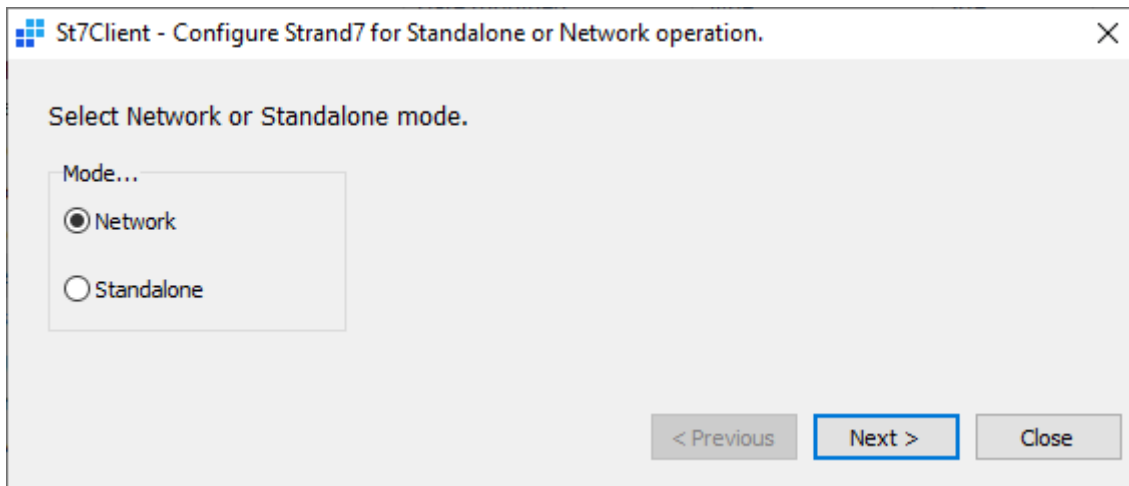 St7Client - Configure Strand7 for Standalone or Network operation.
Select Network or Standalone mode.
Mode...
Network
Standalone
< Previous Next > Close